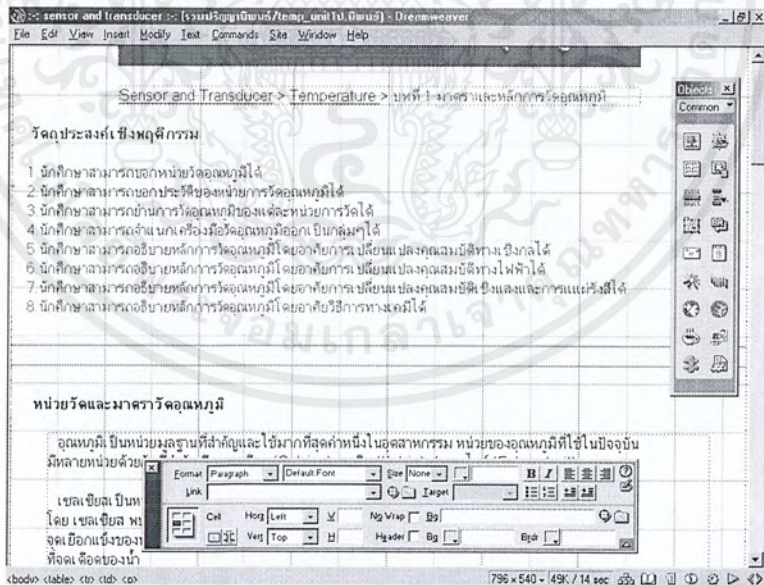 :-: sensor and transducer :-: (รวมปริญญานิพนธ์/temp_unit1ป.นิพนธ์) - Dreamweaver
File Edit View Insert Modify Text Commands Site Window Help
Sensor and Transducer > Temperature > บทที่ 1 มาตราและหลักการวัดอุณหภูมิ
Objects
Common
วัตถุประสงค์เชิงพฤติกรรม
1. นักศึกษาสามารถบอกหน่วยวัดอุณหภูมิได้
2. นักศึกษาสามารถบอกประวัติของหน่วยการวัดอุณหภูมิได้
3. นักศึกษาสามารถย้านการวัดอุณหภูมิของแต่ละหน่วยการวัดได้
4. นักศึกษาสามารถจำแนกเครื่องมือวัดอุณหภูมิออกเป็นกลุ่มๆได้
5. นักศึกษาสามารถอธิบายหลักการวัดอุณหภูมิโดยอาศัยการเปลี่ยนแปลงคุณสมบัติทางเชิงกลได้
6. นักศึกษาสามารถอธิบายหลักการวัดอุณหภูมิโดยอาศัยการเปลี่ยนแปลงคุณสมบัติทางไฟฟ้าได้
7. นักศึกษาสามารถอธิบายหลักการวัดอุณหภูมิโดยอาศัยการเปลี่ยนแปลงคุณสมบัติเชิงแสงและการแผ่รังสีได้
8. นักศึกษาสามารถอธิบายหลักการวัดอุณหภูมิโดยอาศัยวิธีการทางเคมีได้
หน่วยวัดและมาตราวัดอุณหภูมิ
อุณหภูมิเป็นหน่วยมูลฐานที่สำคัญและใช้มากที่สุดค่าหนึ่งในอุตสาหกรรม หน่วยของอุณหภูมิที่ใช้ในปัจจุบัน
มีหลายหน่วยด้วย
Format Paragraph Default Font Size None B I
Link Target
เซลเซียสเป็นห
โดย เซลเซียส พบ
จุดเยือกแข็งของ
ที่จุดเดือดของน้ำ
Cell Horz Left W No Wrap Bg
Vert Top H Header Bg Brdr
<body> <table> <tr> <td> <p>
796 x 540 - 49K / 14 sec